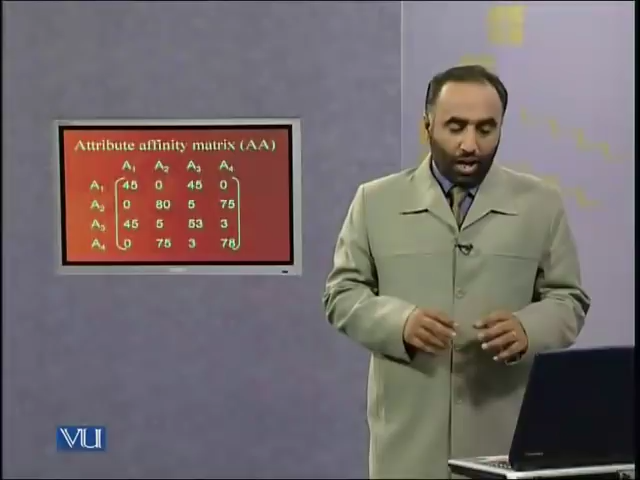 Attribute affinity matrix (AA)
A1 A2 A3 A4
A1 45 0 45 0
A2 0 80 5 75
A3 45 5 53 3
A4 0 75 3 78
VU